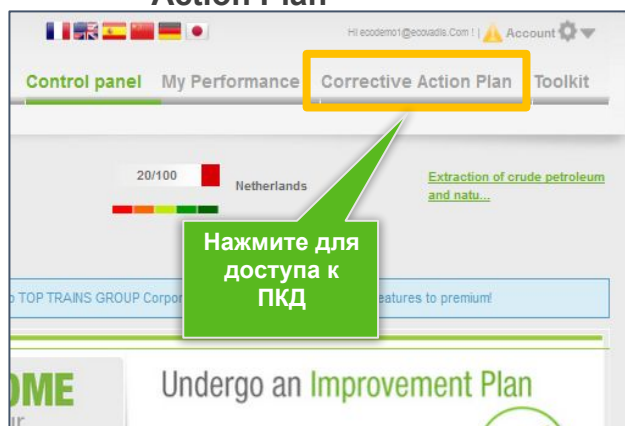 Action Plan
Hi ecodemo1@ecovadis.Com ! | Account
Control panel My Performance Corrective Action Plan Toolkit
20/100 Netherlands Extraction of crude petroleum
and natu...
Нажмите для
доступа к
ПКД
TOP TRAINS GROUP eatures to premium!
OME Undergo an Improvement Plan